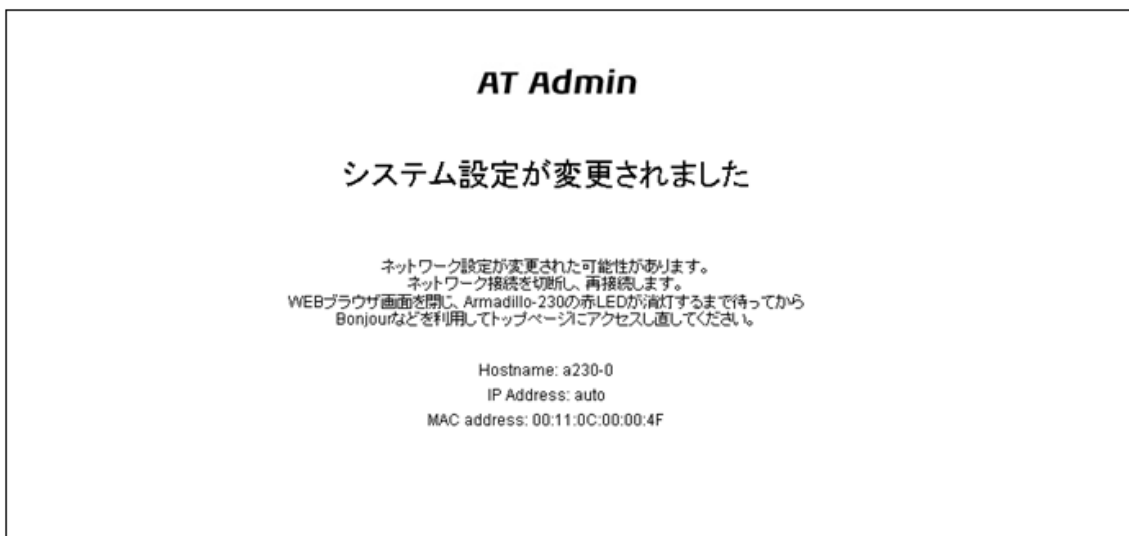 AT Admin
システム設定が変更されました
ネットワーク設定が変更された可能性があります。
ネットワーク接続を切断し、再接続します。
WEBブラウザ画面を閉じ、Armadillo-230の赤LEDが消灯するまで待ってから
Bonjourなどを利用してトップページにアクセスし直してください。
Hostname: a230-0
IP Address: auto
MAC address: 00:11:0C:00:00:4F